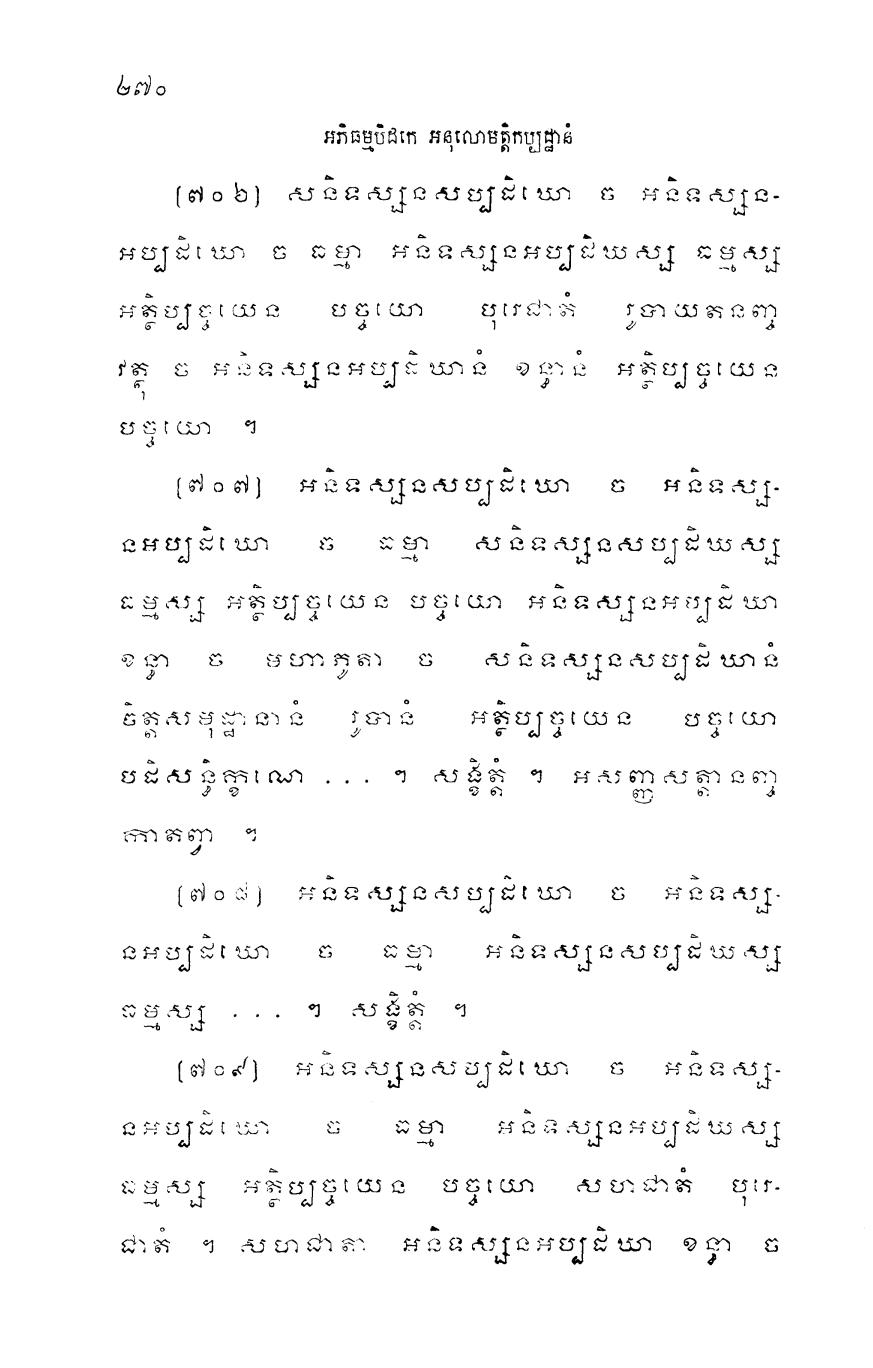 ២៧០
អភិធម្មបិដកេ អនុលោមត្តិកប្បដ្ឋានំ
[៧០៦] សនិទស្សនសប្បដិឃោ ច អនិទស្សន-
អប្បដិឃោ ច ធម្មា អនិទស្សនអប្បដិឃស្ស ធម្មស្ស
អត្ថិប្បច្ចយេន បច្ចយោ បុរេជាតំ រូបាយតនញ្ច
វត្ថុ ច អនិទស្សនអប្បដិឃានំ ខន្ធានំ អត្ថិប្បច្ចយេន
បច្ចយោ ។
[៧០៧] អនិទស្សនសប្បដិឃោ ច អនិទស្ស-
នអប្បដិឃោ ច ធម្មា សនិទស្សនសប្បដិឃស្ស
ធម្មស្ស អត្ថិប្បច្ចយេន បច្ចយោ អនិទស្សនអប្បដិឃា
ខន្ធា ច មហាភូតា ច សនិទស្សនសប្បដិឃានំ
ចិត្តសមុដ្ឋានានំ រូបានំ អត្ថិប្បច្ចយេន បច្ចយោ
បដិសន្ធិក្ខណេ ... ។ សង្ខិត្តំ ។ អសញ្ញសត្តានញ្ច
កាតព្វា ។
[៧០៨] អនិទស្សនសប្បដិឃោ ច អនិទស្ស-
នអប្បដិឃោ ច ធម្មា អនិទស្សនសប្បដិឃស្ស
ធម្មស្ស ... ។ សង្ខិត្តំ ។
[៧០៩] អនិទស្សនសប្បដិឃោ ច អនិទស្ស-
នអប្បដិឃោ ច ធម្មា អនិទស្សនអប្បដិឃស្ស
ធម្មស្ស អត្ថិប្បច្ចយេន បច្ចយោ សហជាតំ បុរេ-
ជាតំ ។ សហជាតា អនិទស្សនអប្បដិឃា ខន្ធា ច